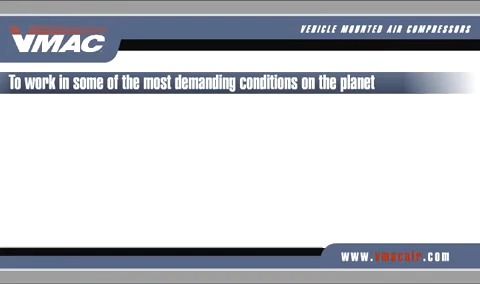 VEHICLE MOUNTED AIR COMPRESSORS
VMAC
To work in some of the most demanding conditions on the planet
www.vmacair.com